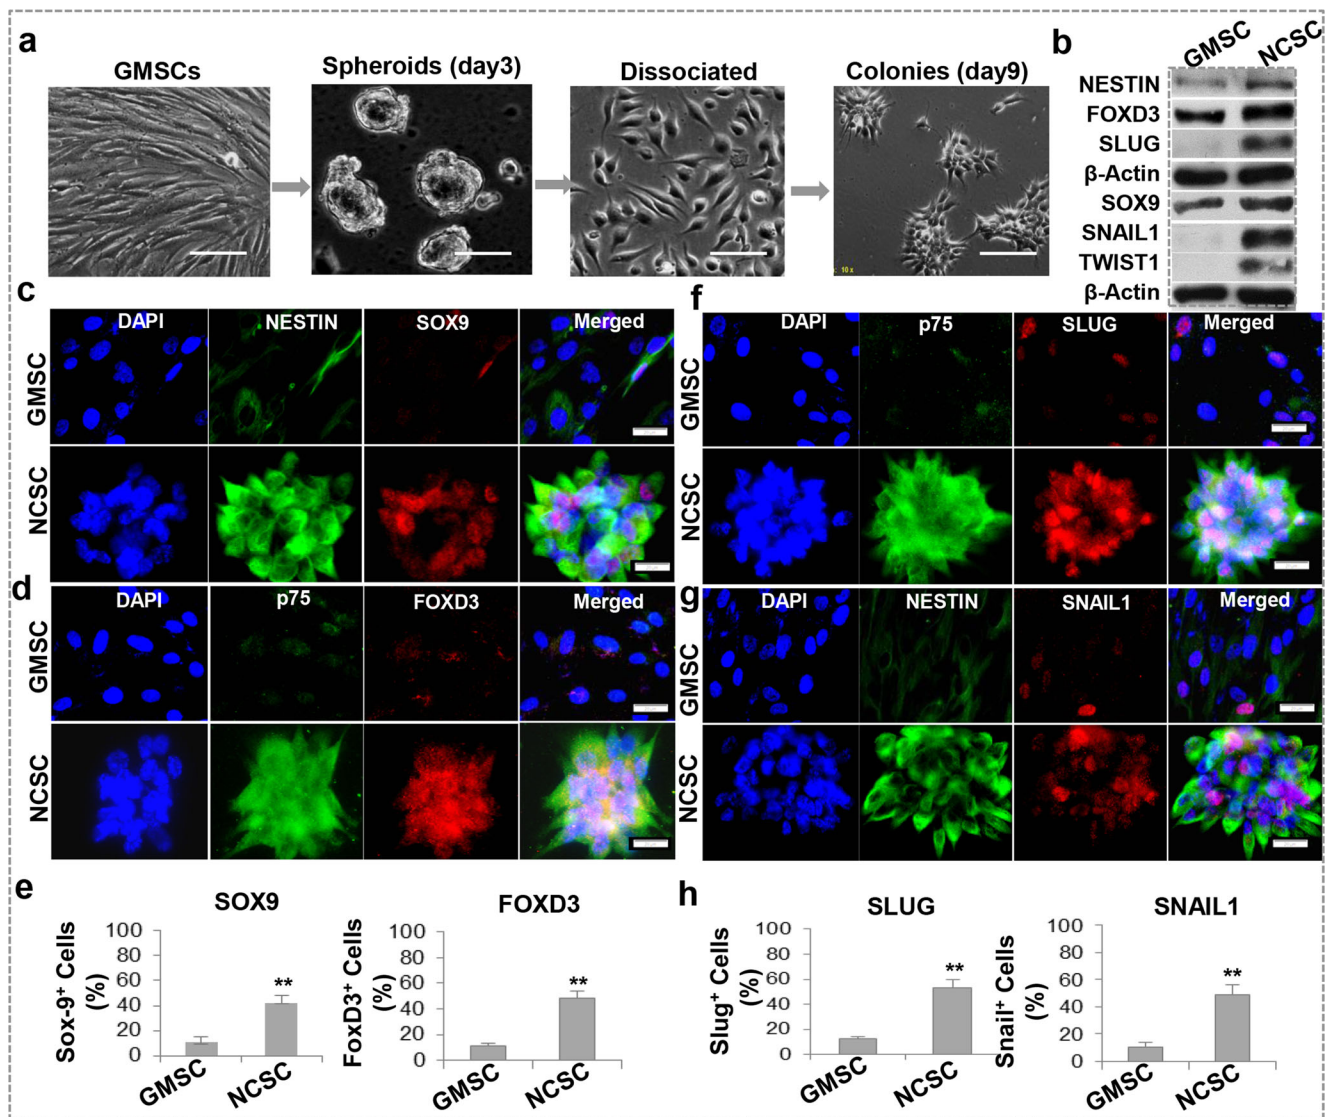 a
GMSCs
Spheroids (day3)
Dissociated
Colonies (day9)
c: 10 x
b
GMSC
NCSC
NESTIN
FOXD3
SLUG
β-Actin
SOX9
SNAIL1
TWIST1
β-Actin
c
DAPI
NESTIN
SOX9
Merged
GMSC
NCSC
d
DAPI
p75
FOXD3
Merged
GMSC
NCSC
f
DAPI
p75
SLUG
Merged
GMSC
NCSC
g
DAPI
NESTIN
SNAIL1
Merged
GMSC
NCSC
e
SOX9
Sox-9⁺ Cells
(%)
100
80
60
40
20
0
**
GMSC
NCSC
FOXD3
FoxD3⁺ Cells
(%)
100
80
60
40
20
0
**
GMSC
NCSC
h
SLUG
Slug⁺ Cells
(%)
100
80
60
40
20
0
**
GMSC
NCSC
SNAIL1
Snail⁺ Cells
(%)
100
80
60
40
20
0
**
GMSC
NCSC